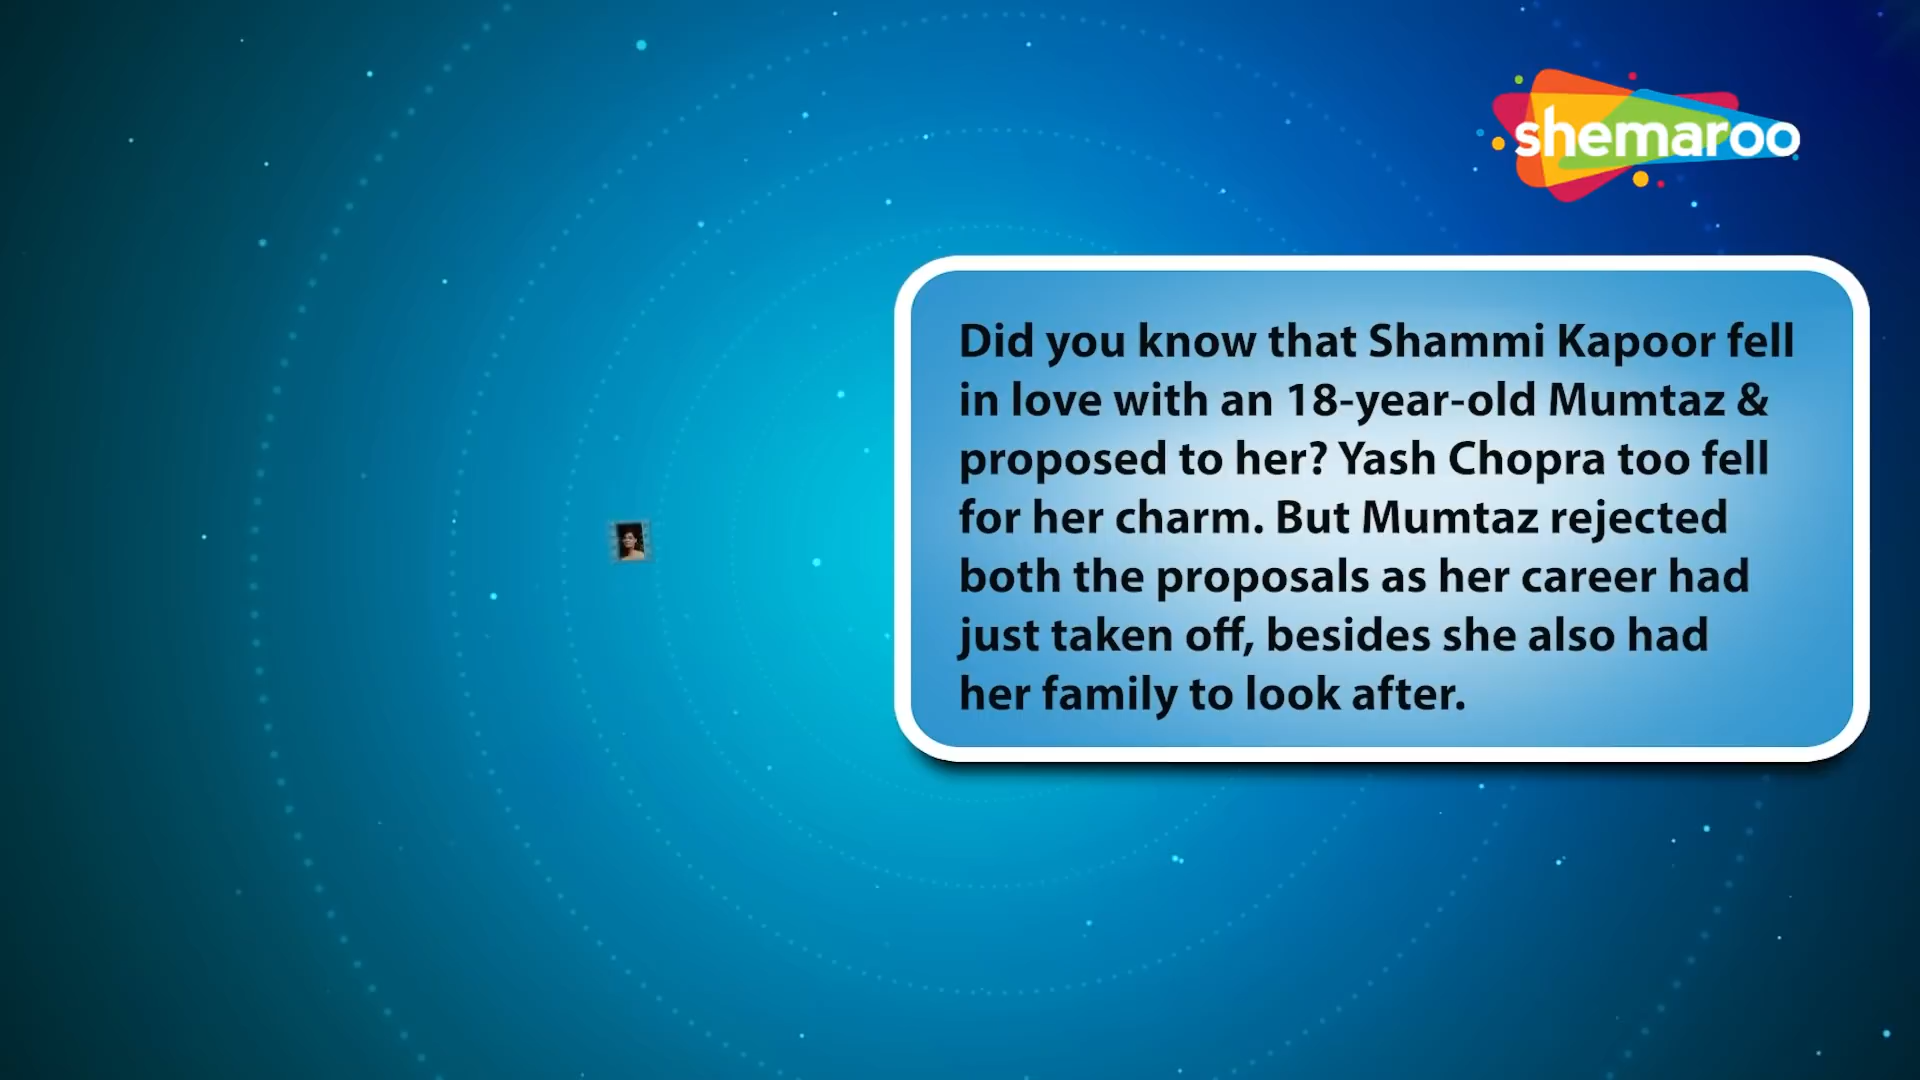 shemaroo
Did you know that Shammi Kapoor fell
in love with an 18-year-old Mumtaz &
proposed to her? Yash Chopra too fell
for her charm. But Mumtaz rejected
both the proposals as her career had
just taken off, besides she also had
her family to look after.